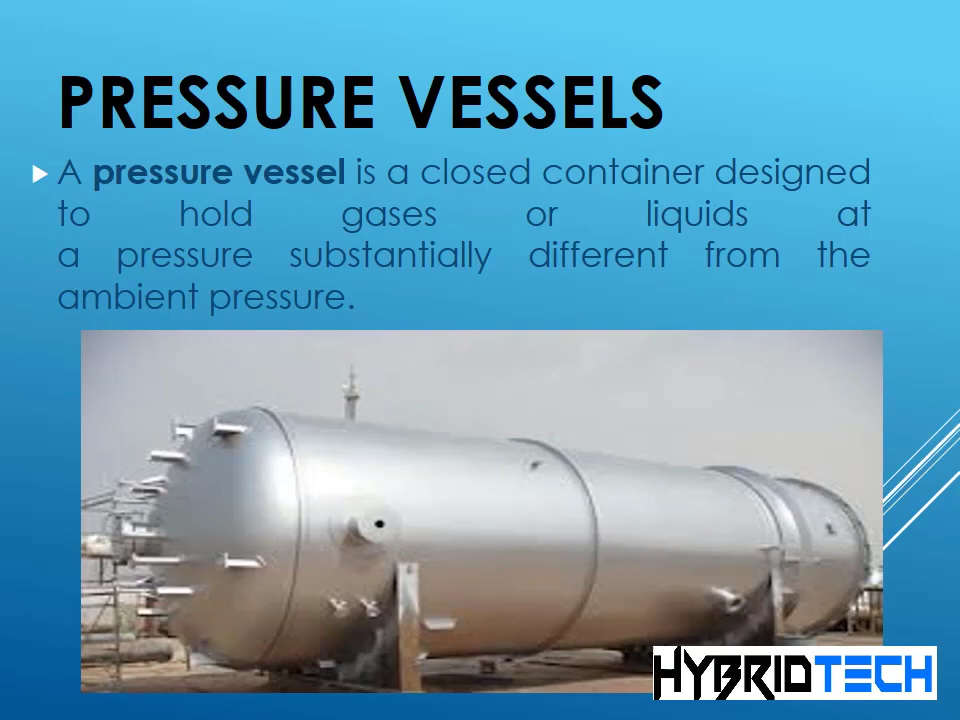 PRESSURE VESSELS
A pressure vessel is a closed container designed
to hold gases or liquids at
a pressure substantially different from the
ambient pressure.
HYBRIDTECH